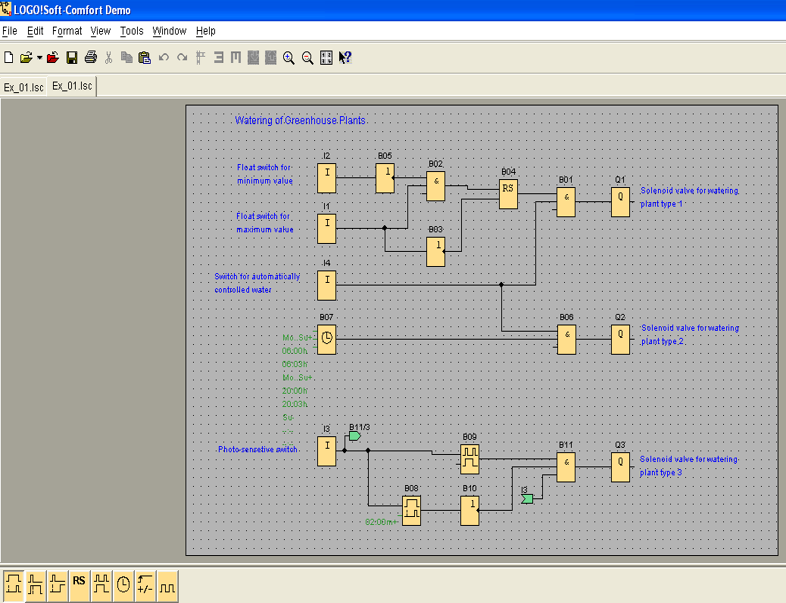 LOGO!Soft-Comfort Demo
File Edit Format View Tools Window Help
Ex_01.lsc Ex_01.lsc
Watering of Greenhouse Plants
I2 B05
Float switch for
minimum value
I 1
B02
&
B04
RS
B01
&
Q1
Q
Solenoid valve for watering
plant type 1
I1
Float switch for
maximum value
I
B03
1
I4
Switch for automatically
controlled water
I
B07
Mo..Su+
06:00h
06:05h
Mo..Su+
20:00h
20:03h
Su-
--
--
B06
&
Q2
Q
Solenoid valve for watering
plant type 2
I3
Photo-sensetive switch
I
B11/3
B09
B11
&
Q3
Q
Solenoid valve for watering
plant type 3
B08
02:00m+
B10
1
I3
RS
+/-